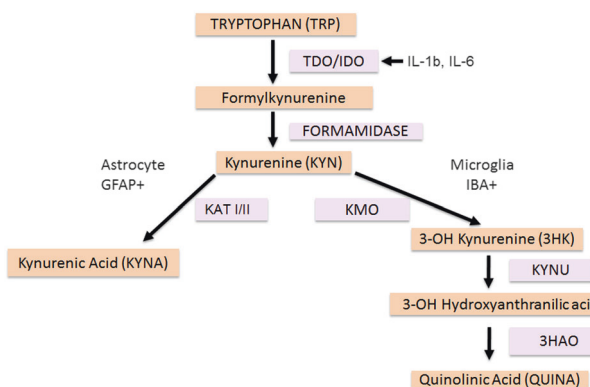 TRYPTOPHAN (TRP)
TDO/IDO
IL-1b, IL-6
Formylkynurenine
FORMAMIDASE
Kynurenine (KYN)
Astrocyte
GFAP+
Microglia
IBA+
KAT I/II
KMO
3-OH Kynurenine (3HK)
Kynurenic Acid (KYNA)
KYNU
3-OH Hydroxyanthranilic acid
3HAO
Quinolinic Acid (QUINA)